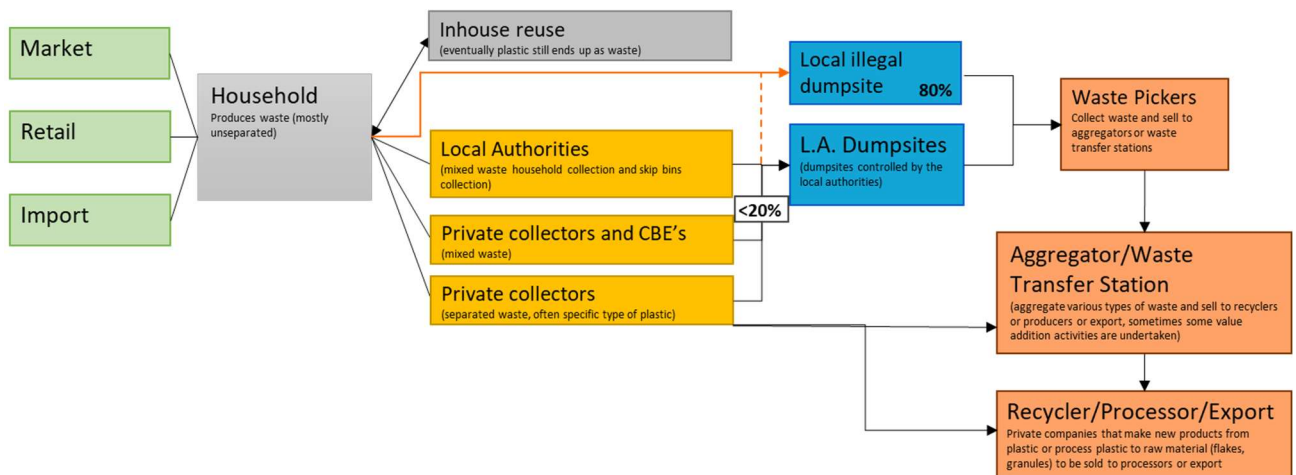 Market
Retail
Import
Household
Produces waste (mostly
unseparated)
Inhouse reuse
(eventually plastic still ends up as waste)
Local Authorities
(mixed waste household collection and skip bins
collection)
Private collectors and CBE's
(mixed waste)
Private collectors
(separated waste, often specific type of plastic)
<20%
Local illegal
dumpsite 80%
L.A. Dumpsites
(dumpsites controlled by the
local authorities)
Waste Pickers
Collect waste and sell to
aggregators or waste
transfer stations
Aggregator/Waste
Transfer Station
(aggregate various types of waste and sell to recyclers
or producers or export, sometimes some value
addition activities are undertaken)
Recycler/Processor/Export
Private companies that make new products from
plastic or process plastic to raw material (flakes,
granules) to be sold to processors or export